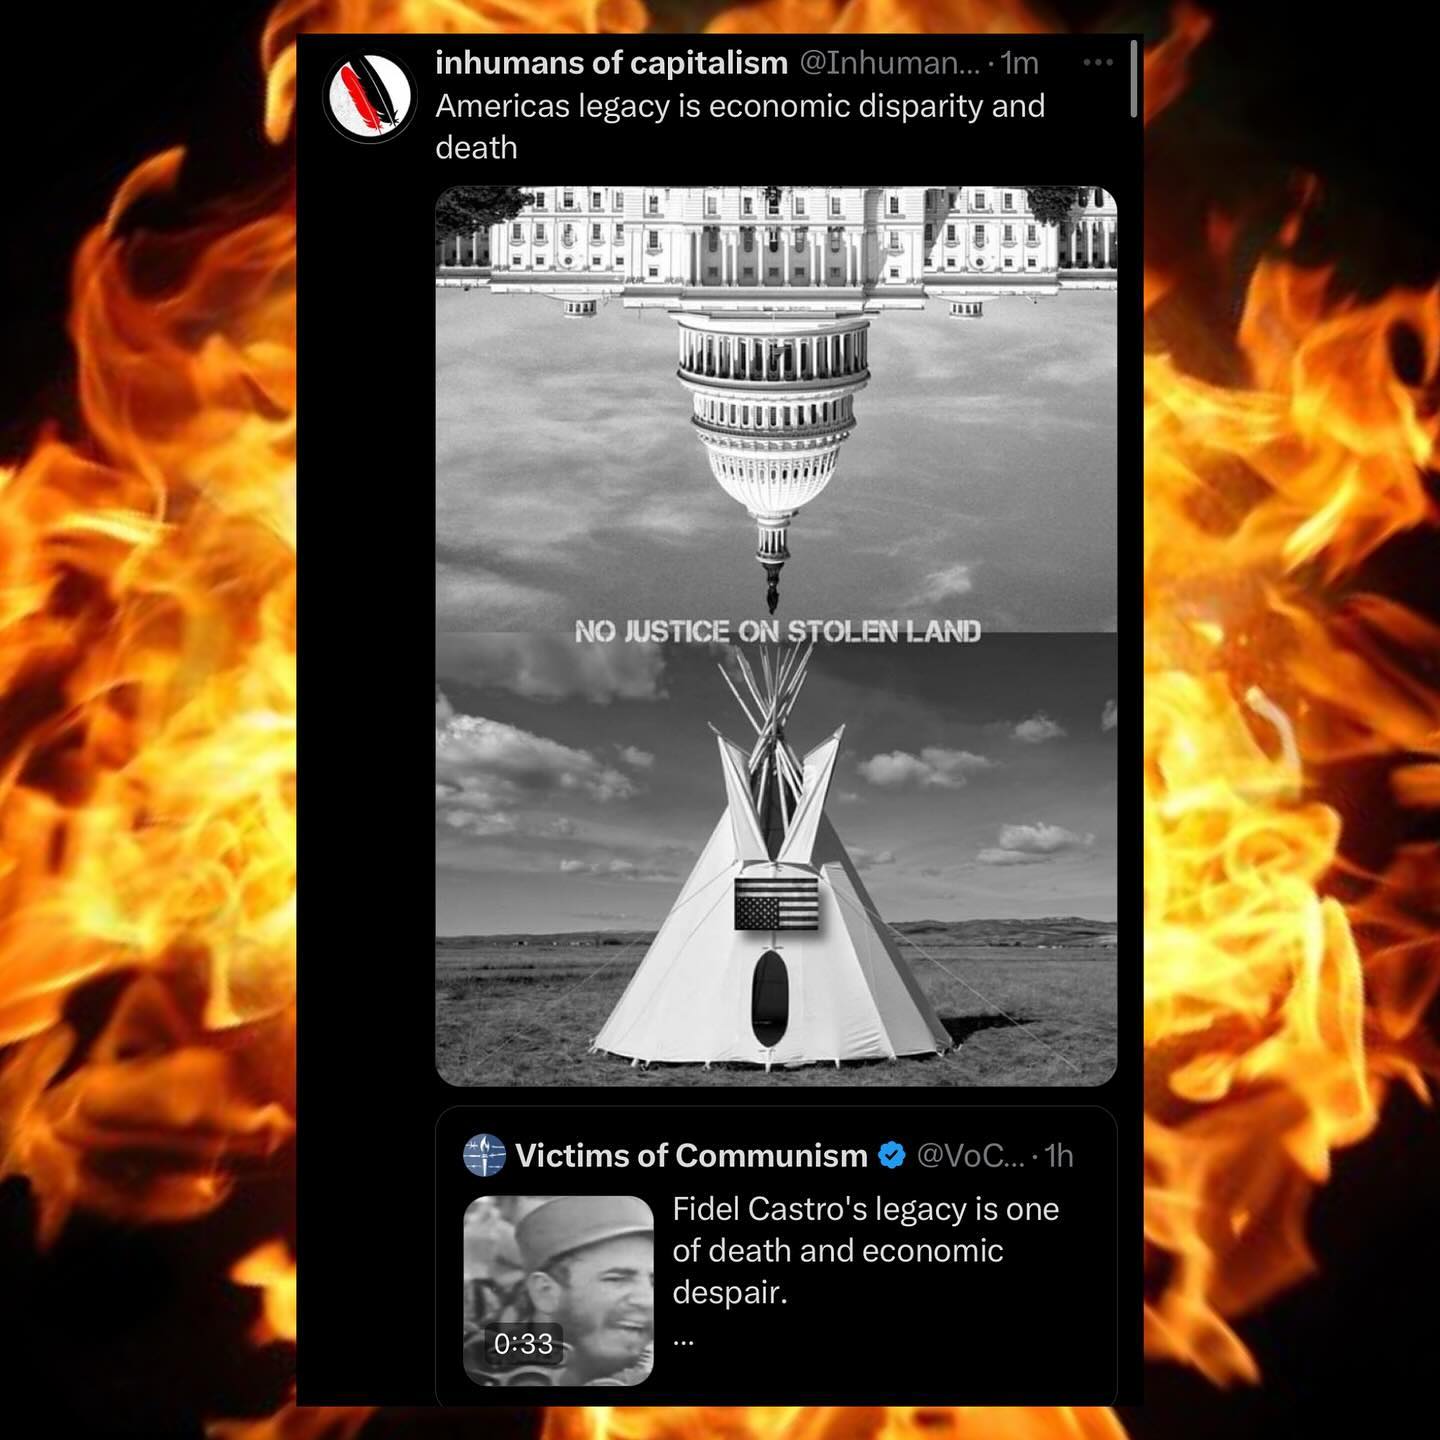 inhumans of capitalism @Inhuman... · 1m
Americas legacy is economic disparity and
death
NO JUSTICE ON STOLEN LAND
Victims of Communism @VoC... · 1h
Fidel Castro's legacy is one
of death and economic
despair.
...
0:33